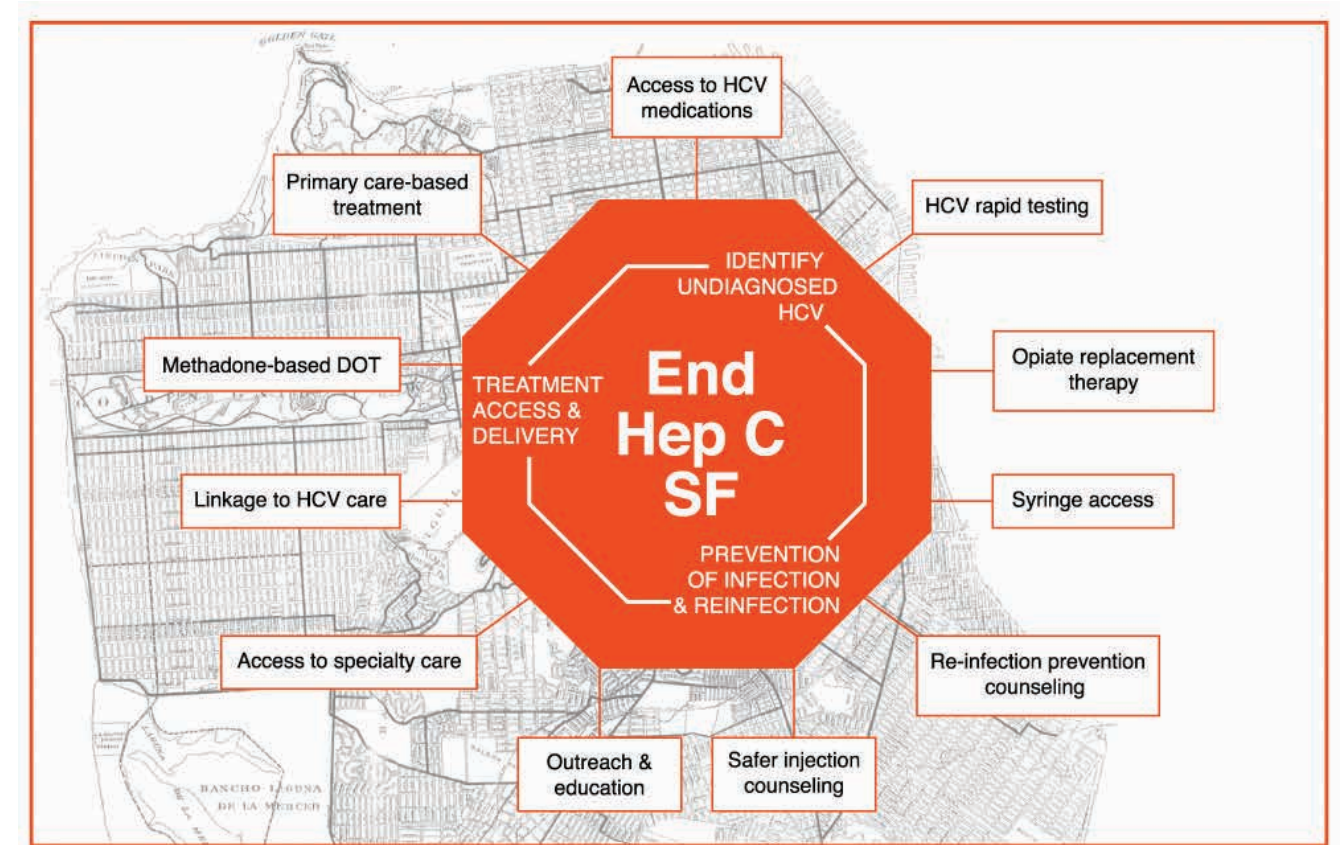 GOLDEN GATE
Access to HCV
medications
Primary care-based
treatment
HCV rapid testing
IDENTIFY
UNDIAGNOSED
HCV
Methadone-based DOT
Opiate replacement
therapy
TREATMENT
ACCESS &
DELIVERY
End
Hep C
SF
Linkage to HCV care
Syringe access
PREVENTION
OF INFECTION
& REINFECTION
Access to specialty care
Re-infection prevention
counseling
Outreach &
education
Safer injection
counseling
RANCHO LAGUNA
DE LA MERCED